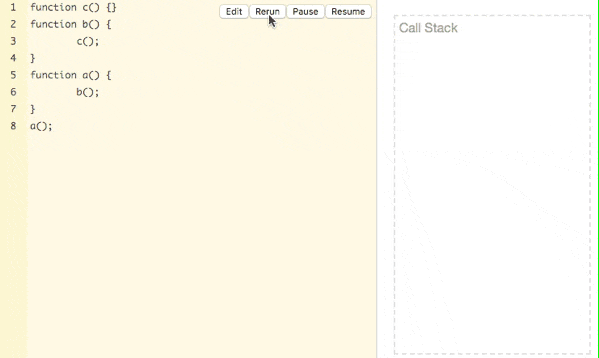 1 function c() {}
2 function b() {
3 c();
4 }
5 function a() {
6 b();
7 }
8 a();
Edit Rerun Pause Resume
Call Stack